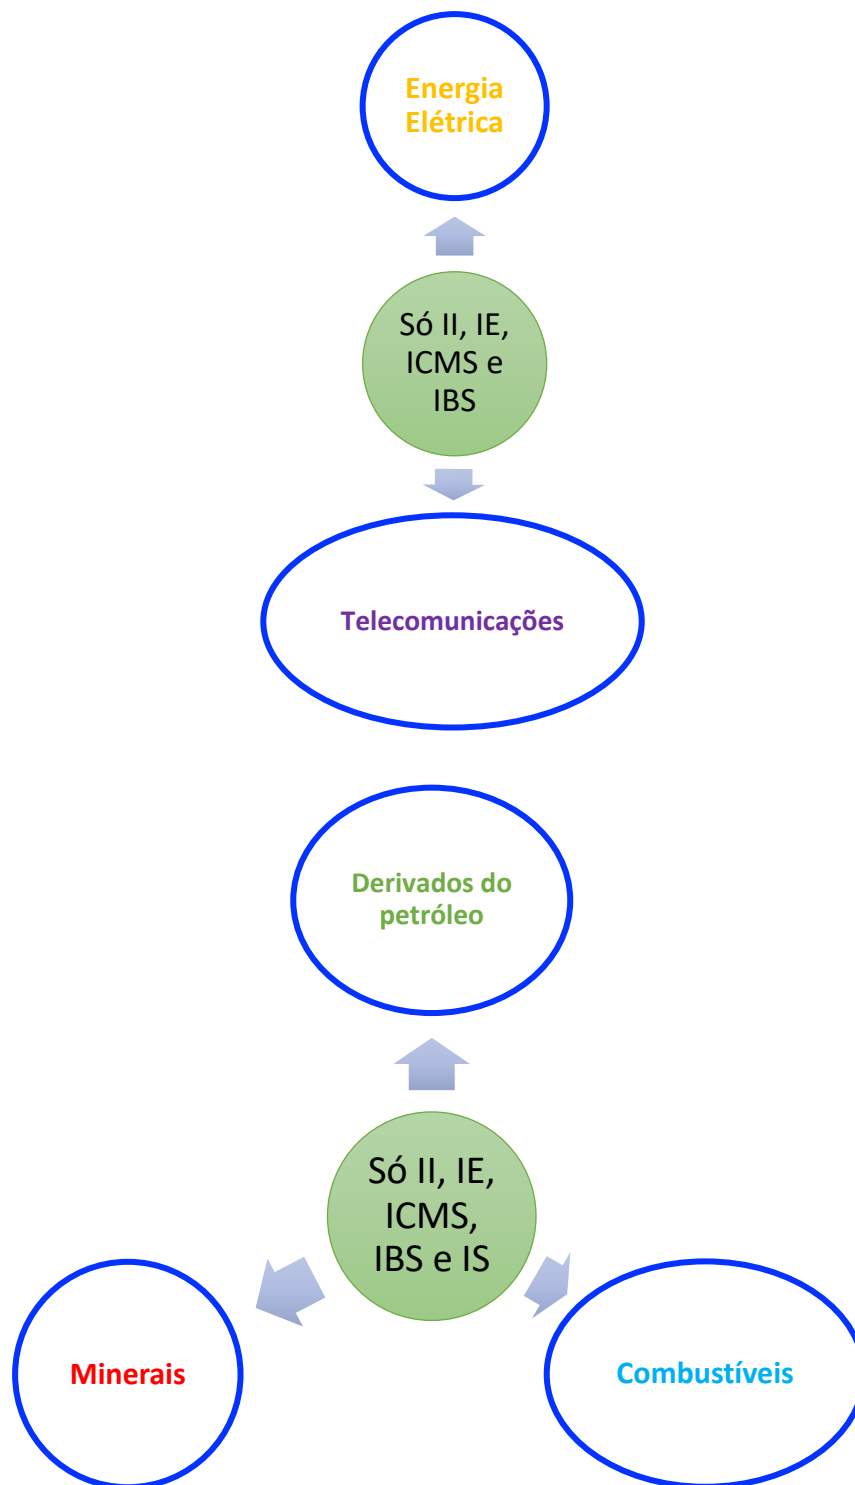 Energia
Elétrica
Só II, IE,
ICMS e
IBS
Telecomunicações
Derivados do
petróleo
Só II, IE,
ICMS,
IBS e IS
Minerais
Combustíveis